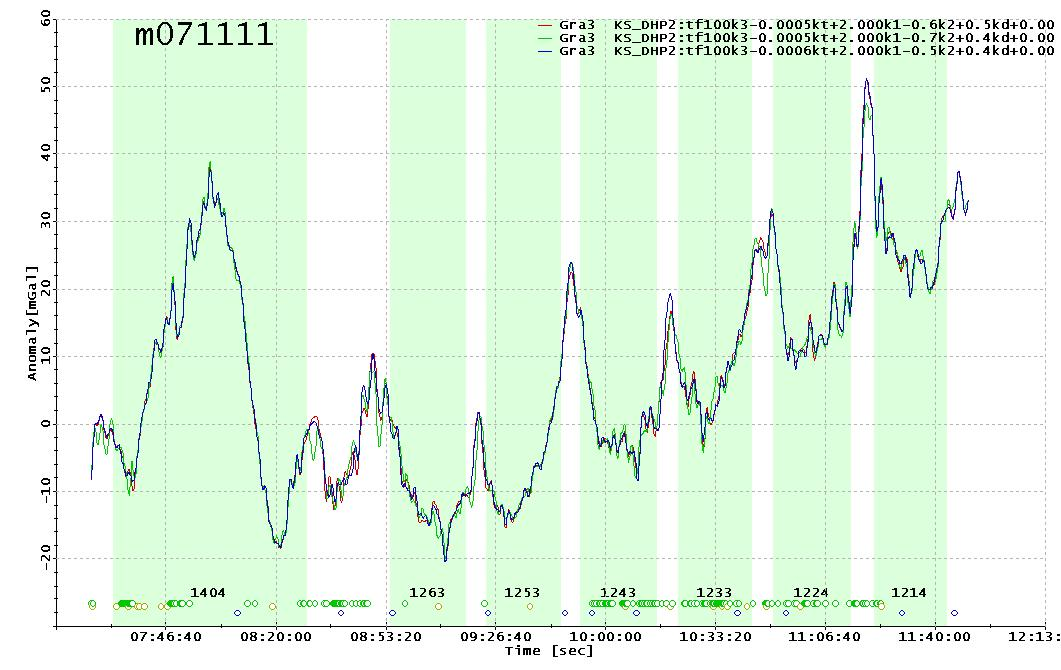 m071111
Gra3 KS_DHP2:tf100k3-0.0005kt+2.000k1-0.6k2+0.5kd+0.00
Gra3 KS_DHP2:tf100k3-0.0005kt+2.000k1-0.7k2+0.4kd+0.00
Gra3 KS_DHP2:tf100k3-0.0006kt+2.000k1-0.5k2+0.4kd+0.00
60
50
40
30
20
10
0
-10
-20
Anomaly[mGal]
1404 1263 1253 1243 1233 1224 1214
07:46:40 08:20:00 08:53:20 09:26:40 10:00:00 10:33:20 11:06:40 11:40:00 12:13:
Time [sec]